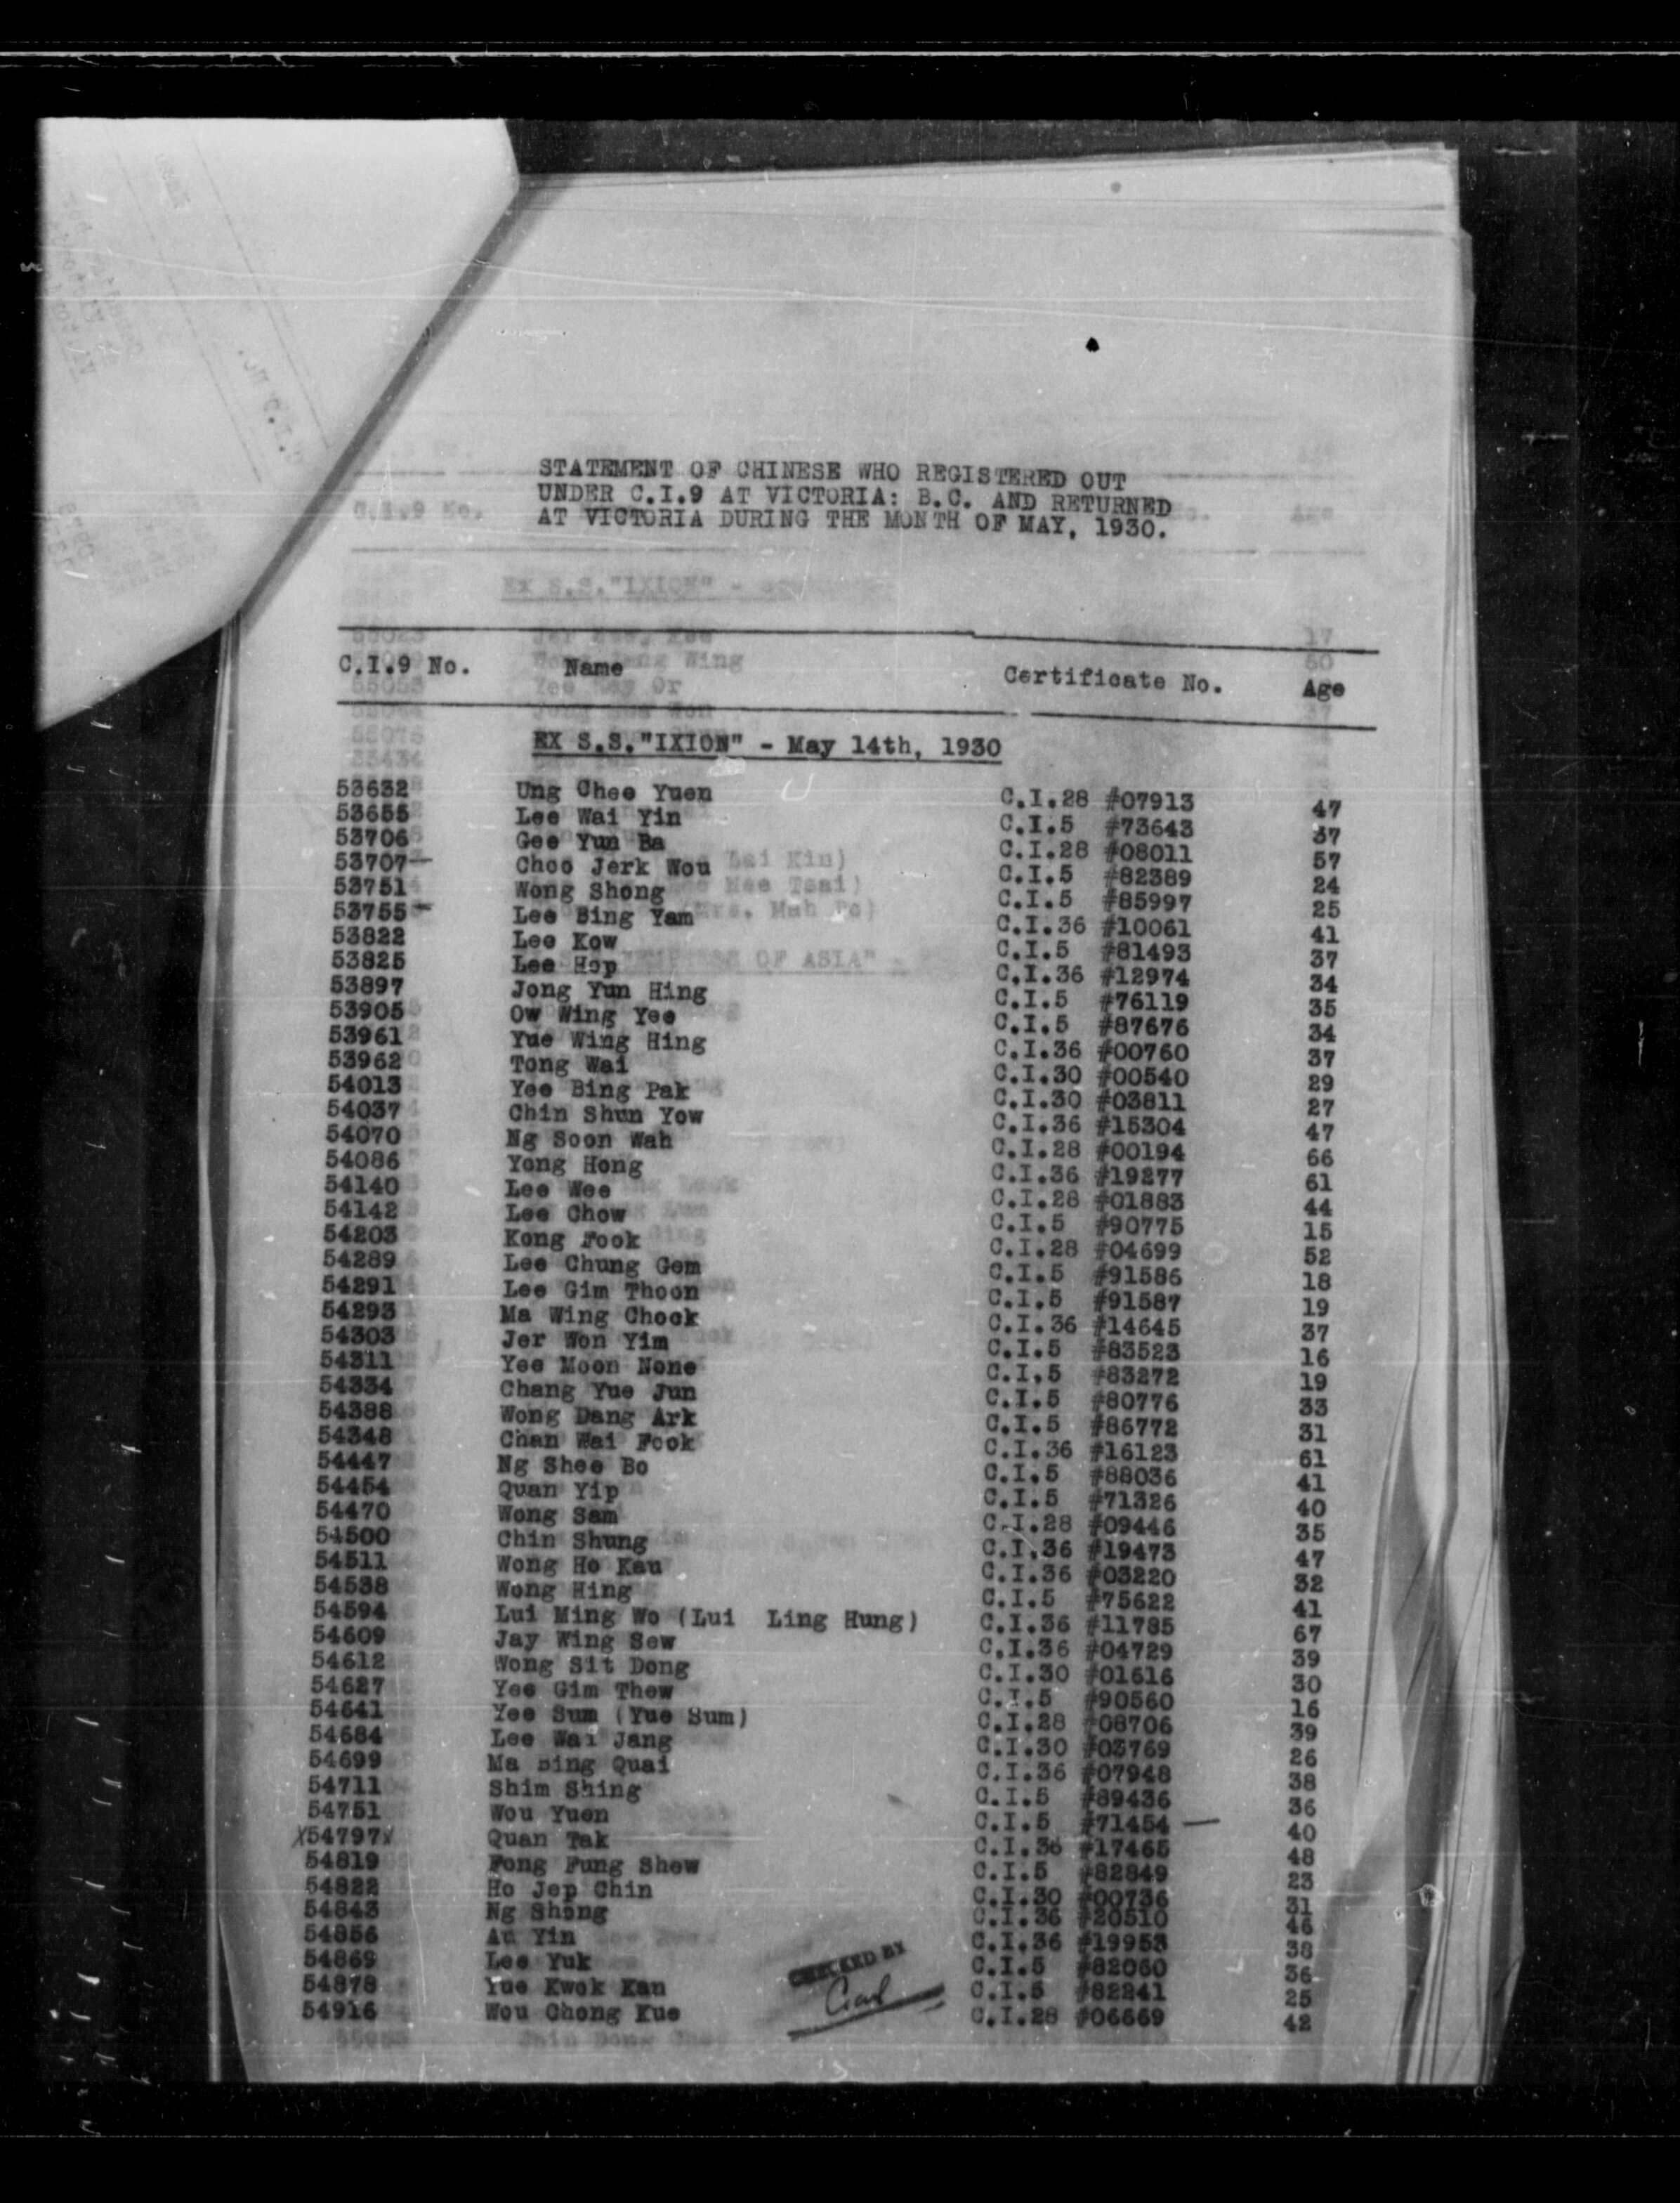 STATEMENT OF CHINESE WHO REGISTERED OUT
UNDER C.I.9 AT VICTORIA: B.C. AND RETURNED
AT VICTORIA DURING THE MONTH OF MAY, 1930.
C.I.9 No. Name Certificate No. Age
EX S.S."IXION" - May 14th, 1930
53632 Ung Chee Yuen C.I.28 #07913 47
53655 Lee Wai Yin C.I.5 #73643 37
53706 Gee Yun Ba C.I.28 #08011 57
53707 Choo Jerk Wou C.I.5 #82389 24
53751 Wong Shong C.I.5 #85997 25
53755 Lee Bing Yam C.I.36 #10061 41
53822 Lee Kow C.I.5 #81493 37
53825 Lee Hop C.I.36 #12974 34
53897 Jong Yun Hing C.I.5 #76119 35
53905 Ow Wing Yee C.I.5 #87676 34
53961 Yue Wing Hing C.I.36 #00760 37
53962 Tong Wai C.I.30 #00540 29
54013 Yee Bing Pak C.I.30 #03811 27
54037 Chin Shun Yow C.I.36 #15304 47
54070 Ng Soon Wah C.I.28 #00194 66
54086 Yong Hong C.I.36 #19277 61
54140 Lee Wee C.I.28 #01883 44
54142 Lee Chow C.I.5 #90775 15
54203 Kong Fook C.I.28 #04699 52
54289 Lee Chung Gem C.I.5 #91586 18
54291 Lee Gim Thoon C.I.5 #91587 19
54293 Ma Wing Chock C.I.36 #14645 37
54303 Jer Won Yim C.I.5 #83523 16
54311 Yee Moon None C.I.5 #83272 19
54334 Chang Yue Jun C.I.5 #80776 33
54388 Wong Dang Ark C.I.5 #86772 31
54348 Chan Wai Fook C.I.36 #16123 61
54447 Ng Shee Bo C.I.5 #88036 41
54454 Quan Yip C.I.5 #71326 40
54470 Wong Sam C.I.28 #09446 35
54500 Chin Shung C.I.36 #19473 47
54511 Wong Ho Kau C.I.36 #03220 32
54538 Wong Hing C.I.5 #75622 41
54594 Lui Ming Wo (Lui Ling Hung) C.I.36 #11785 67
54609 Jay Wing Sew C.I.36 #04729 39
54612 Wong Sit Dong C.I.30 #01616 30
54627 Yee Gim Thew C.I.5 #90560 16
54641 Yee Sum (Yue Sum) C.I.28 #08706 39
54684 Lee Wai Jang C.I.30 #03769 26
54699 Ma Bing Quai C.I.36 #07948 38
54711 Shim Shing C.I.5 #89436 36
54751 Wou Yuen C.I.5 #71454 — 40
X54797 Quan Tak C.I.36 #17465 48
54819 Fong Fung Shew C.I.5 #82849 23
54822 Ho Jep Chin C.I.30 #00736 31
54843 Ng Shong C.I.36 #20510 46
54856 Au Yin C.I.36 #19953 38
54869 Lee Yuk C.I.5 #82060 36
54878 Yue Kwok Kan C.I.5 #82241 25
54916 Wou Chong Kue C.I.28 #06669 42
CHECKED BY